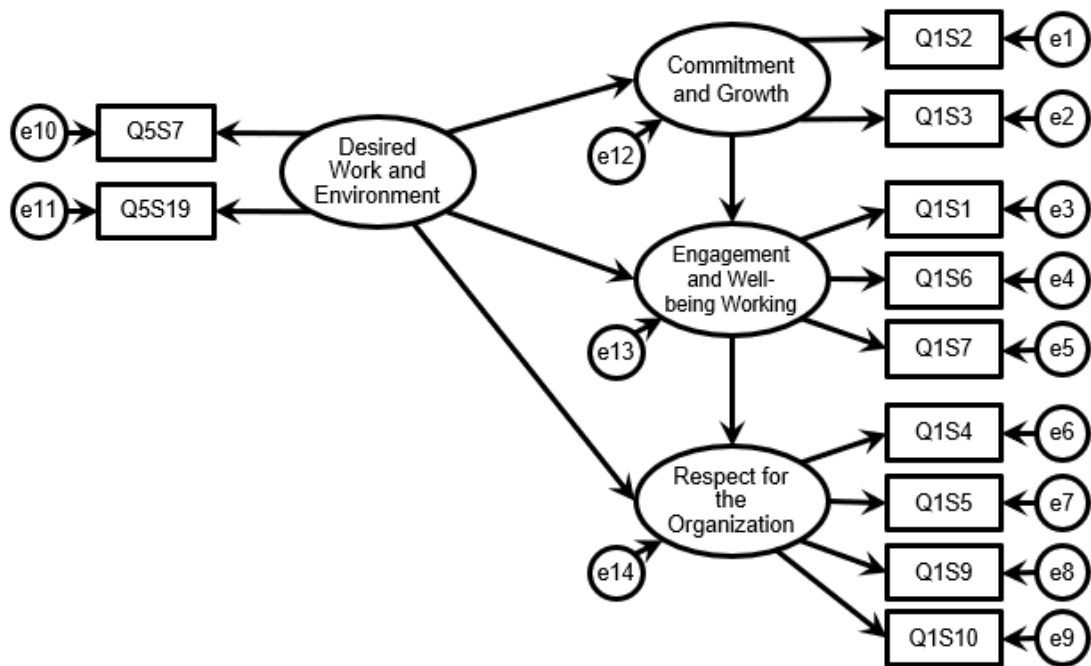 Q1S2
e1
Commitment
and Growth
Q1S3
e2
e12
e10
Q5S7
Desired
Work and
Environment
e11
Q5S19
Q1S1
e3
Engagement
and Well-
being Working
Q1S6
e4
e13
Q1S7
e5
Q1S4
e6
Respect for
the
Organization
Q1S5
e7
e14
Q1S9
e8
Q1S10
e9